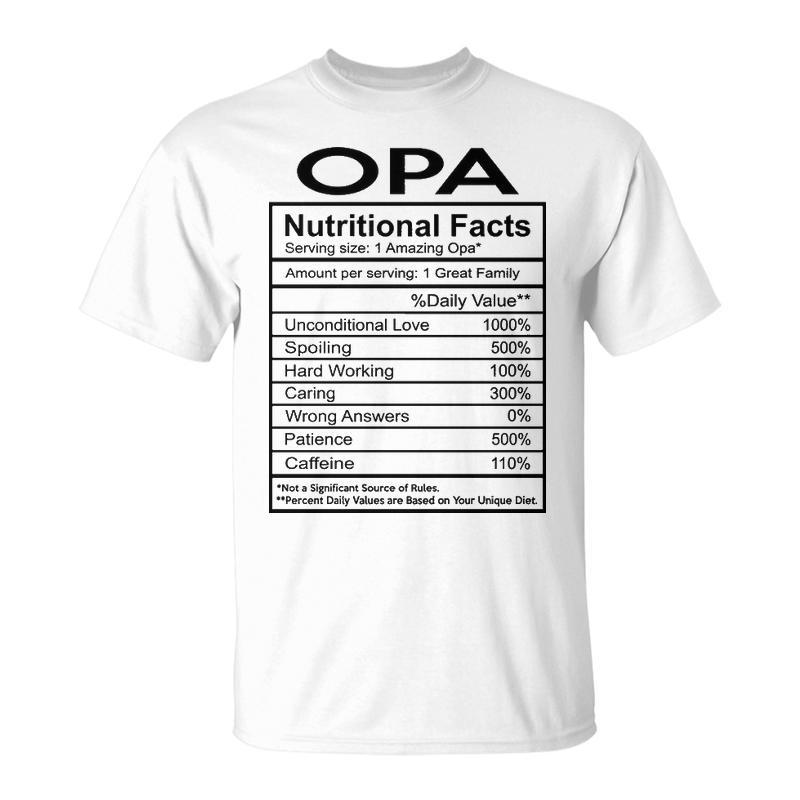 OPA
Nutritional Facts
Serving size: 1 Amazing Opa*
Amount per serving: 1 Great Family
%Daily Value**
Unconditional Love 1000%
Spoiling 500%
Hard Working 100%
Caring 300%
Wrong Answers 0%
Patience 500%
Caffeine 110%
*Not a Significant Source of Rules.
**Percent Daily Values are Based on Your Unique Diet.